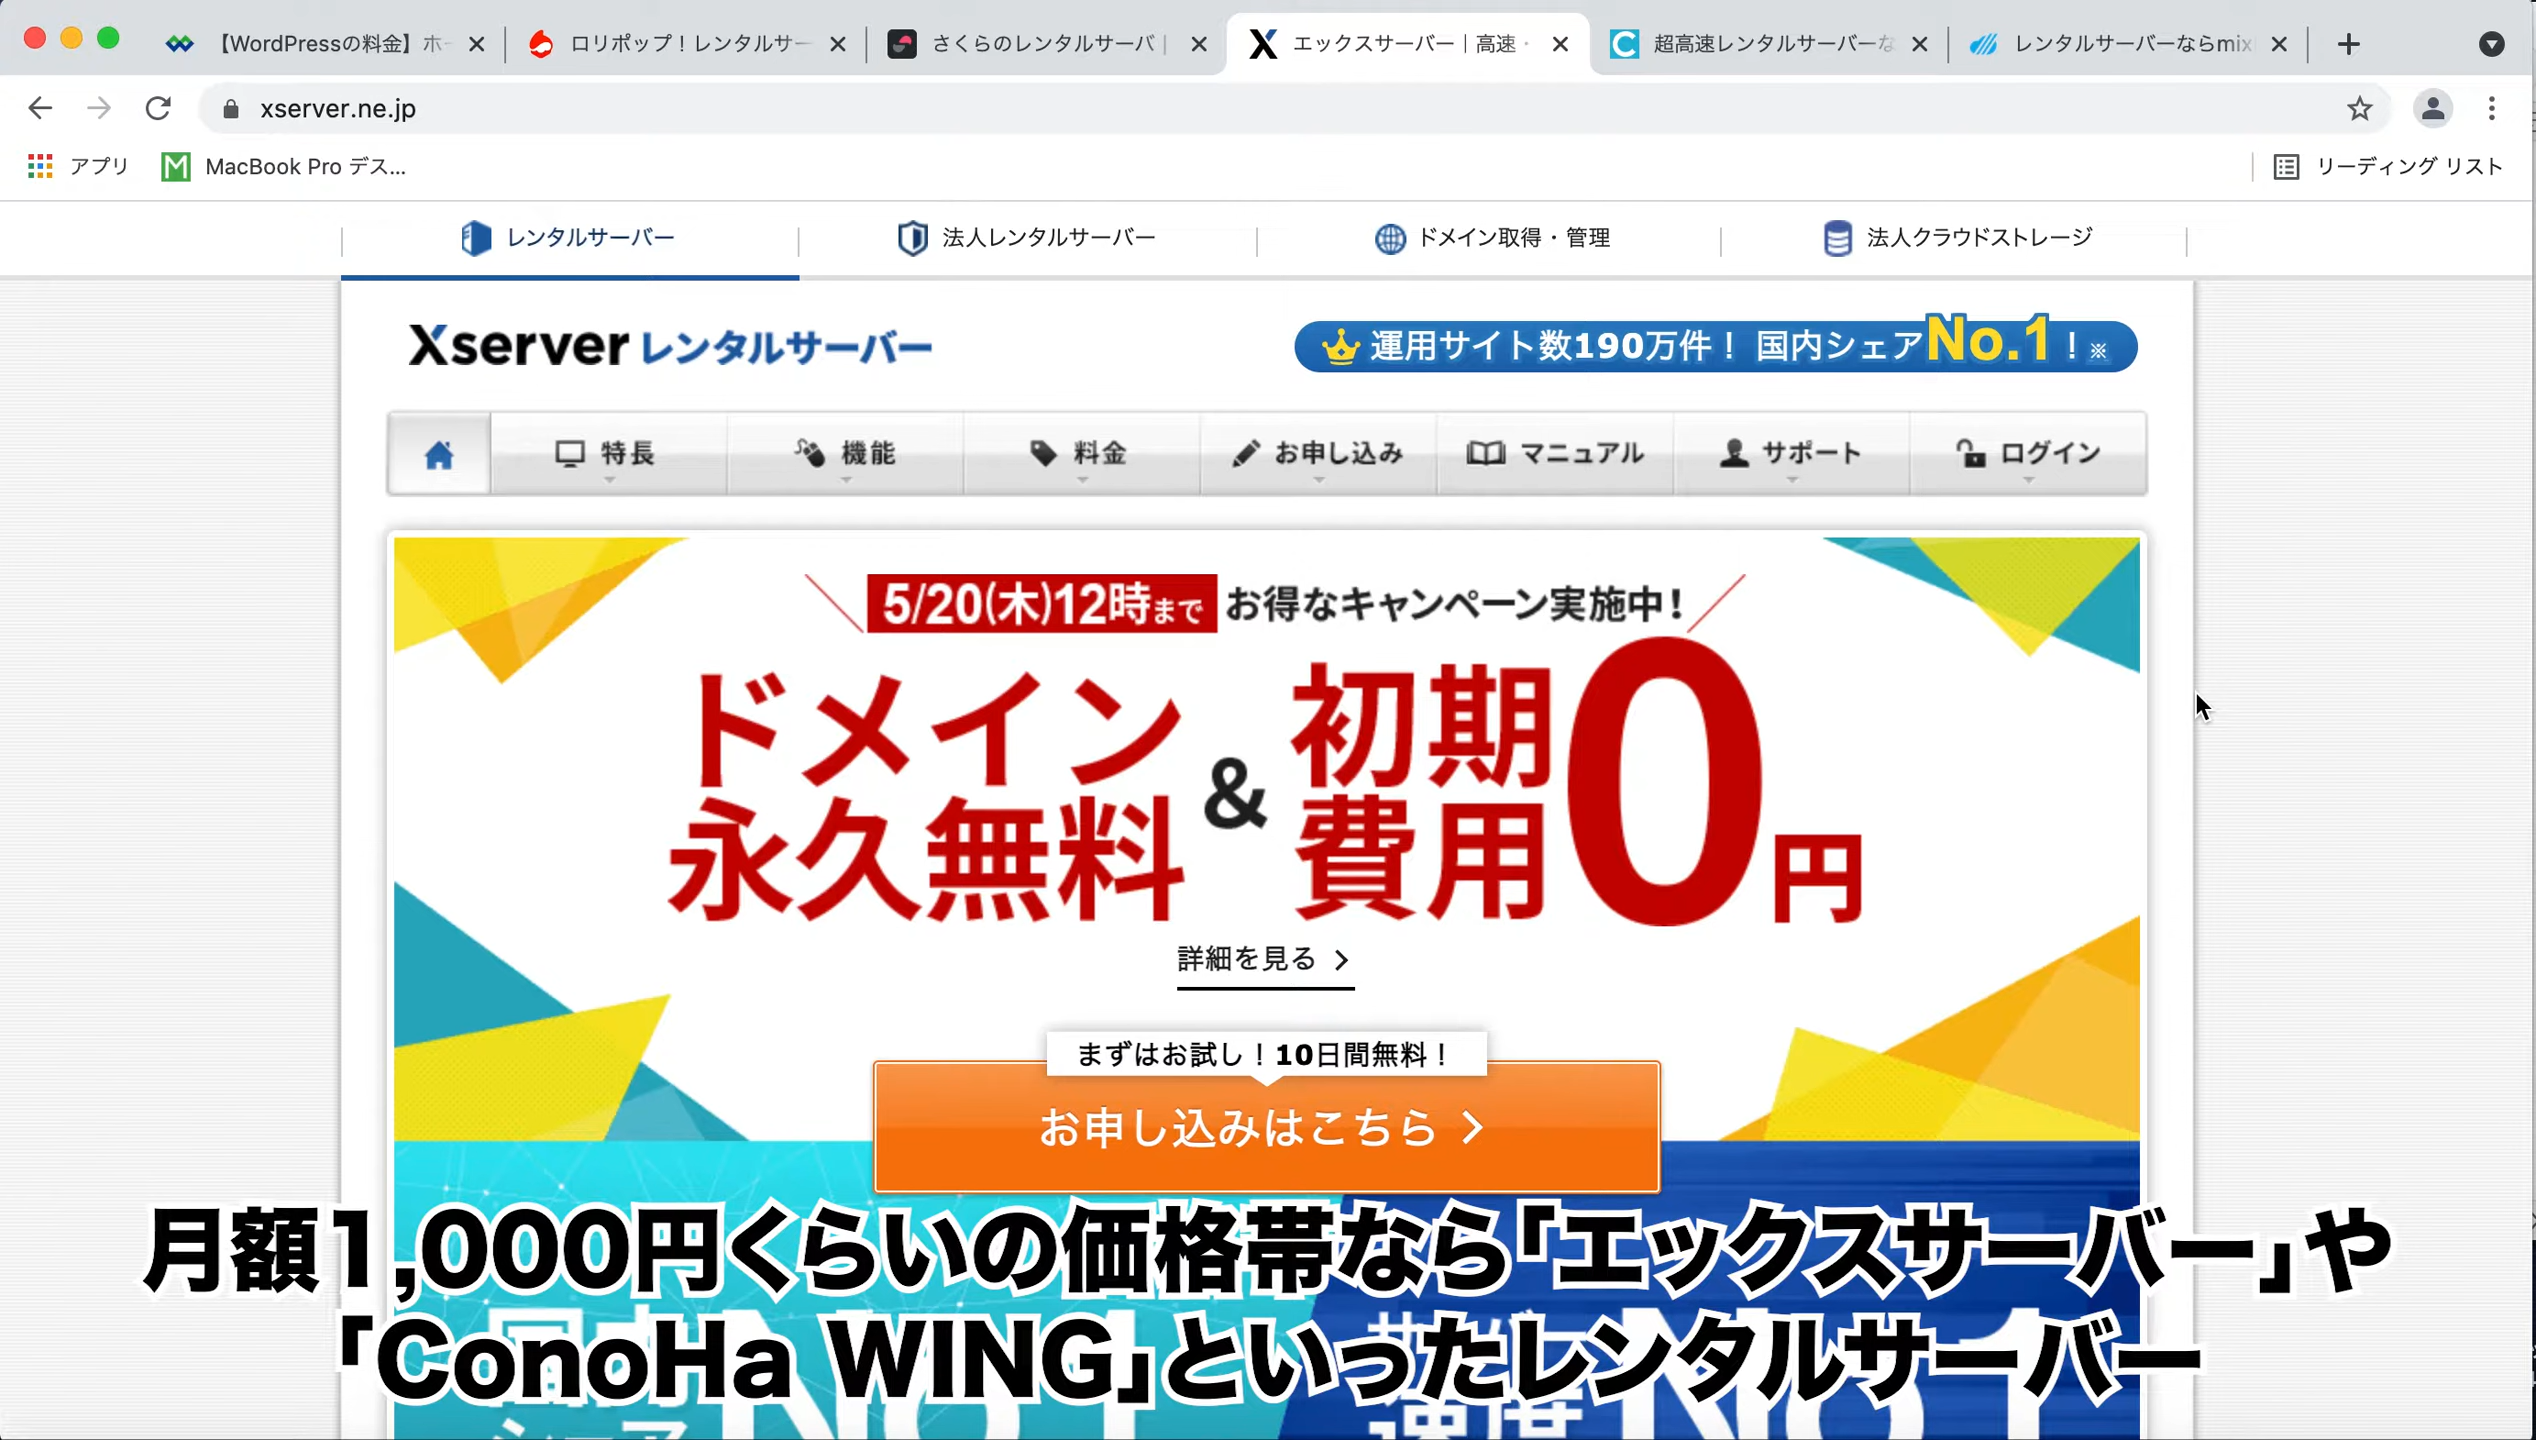 【WordPressの料金】ホ
ロリポップ！レンタルサー
さくらのレンタルサーバ |
エックスサーバー｜高速・
超高速レンタルサーバーな
レンタルサーバーならmix
xserver.ne.jp
アプリ
MacBook Pro デス...
リーディング リスト
レンタルサーバー
法人レンタルサーバー
ドメイン取得・管理
法人クラウドストレージ
Xserver レンタルサーバー
運用サイト数190万件！ 国内シェアNo.1！※
特長
機能
料金
お申し込み
マニュアル
サポート
ログイン
5/20(木)12時まで お得なキャンペーン実施中！
ドメイン永久無料 & 初期費用0円
詳細を見る
まずはお試し！10日間無料！
お申し込みはこちら
月額1,000円くらいの価格帯なら「エックスサーバー」や
「ConoHa WING」といったレンタルサーバー